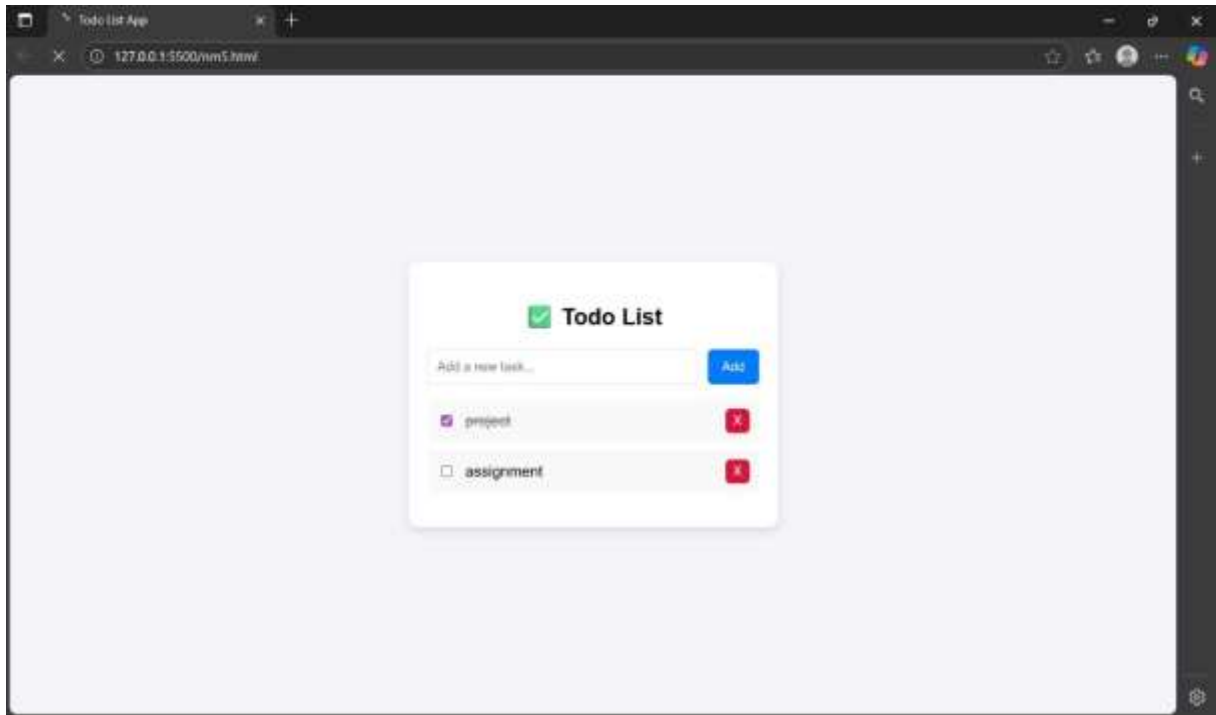 Todo List App
127.0.0.1:5500/nm5.html
✅ Todo List
Add a new task...
Add
project
X
assignment
X